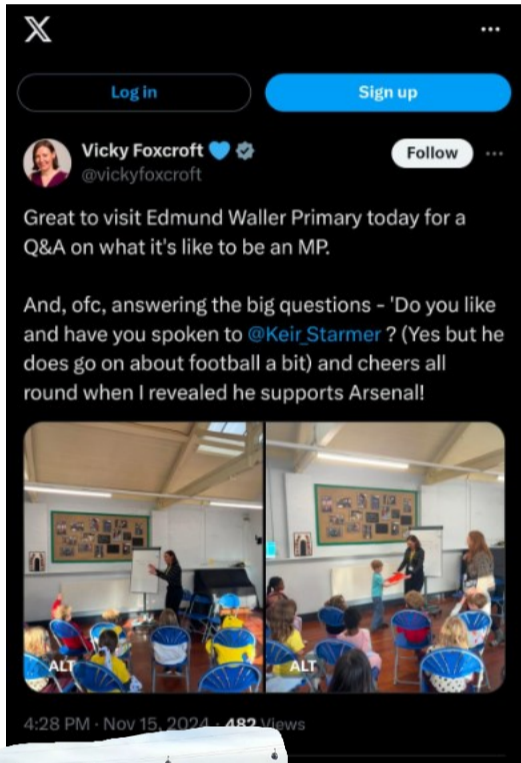 Log in
Sign up
Vicky Foxcroft
Follow
@vickyfoxcroft
Great to visit Edmund Waller Primary today for a
Q&A on what it's like to be an MP.
And, ofc, answering the big questions - 'Do you like
and have you spoken to @Keir_Starmer ? (Yes but he
does go on about football a bit) and cheers all
round when I revealed he supports Arsenal!
ALT
ALT
4:28 PM · Nov 15, 2024 · 482 Views